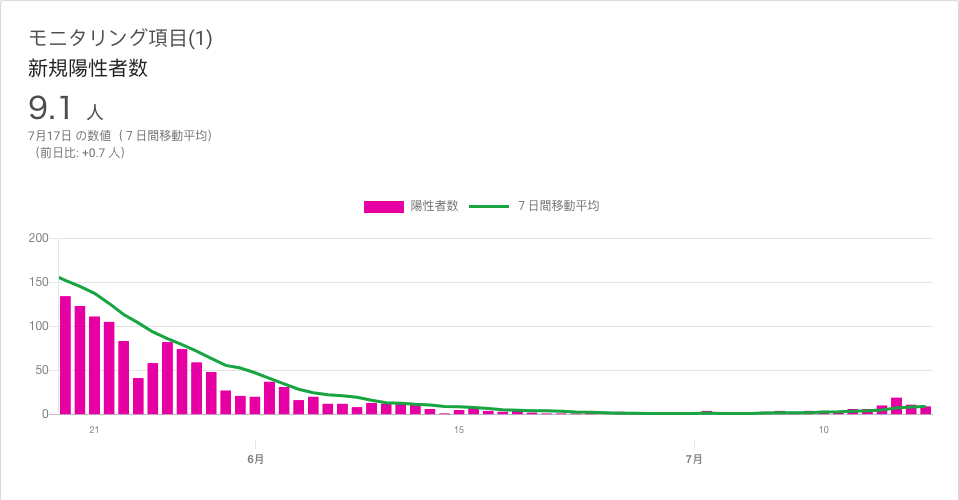 モニタリング項目(1)
新規陽性者数
9.1 人
7月17日 の数値（７日間移動平均）
（前日比: +0.7 人）
陽性者数 ７日間移動平均
200
150
100
50
0
21 15 10
6月 7月